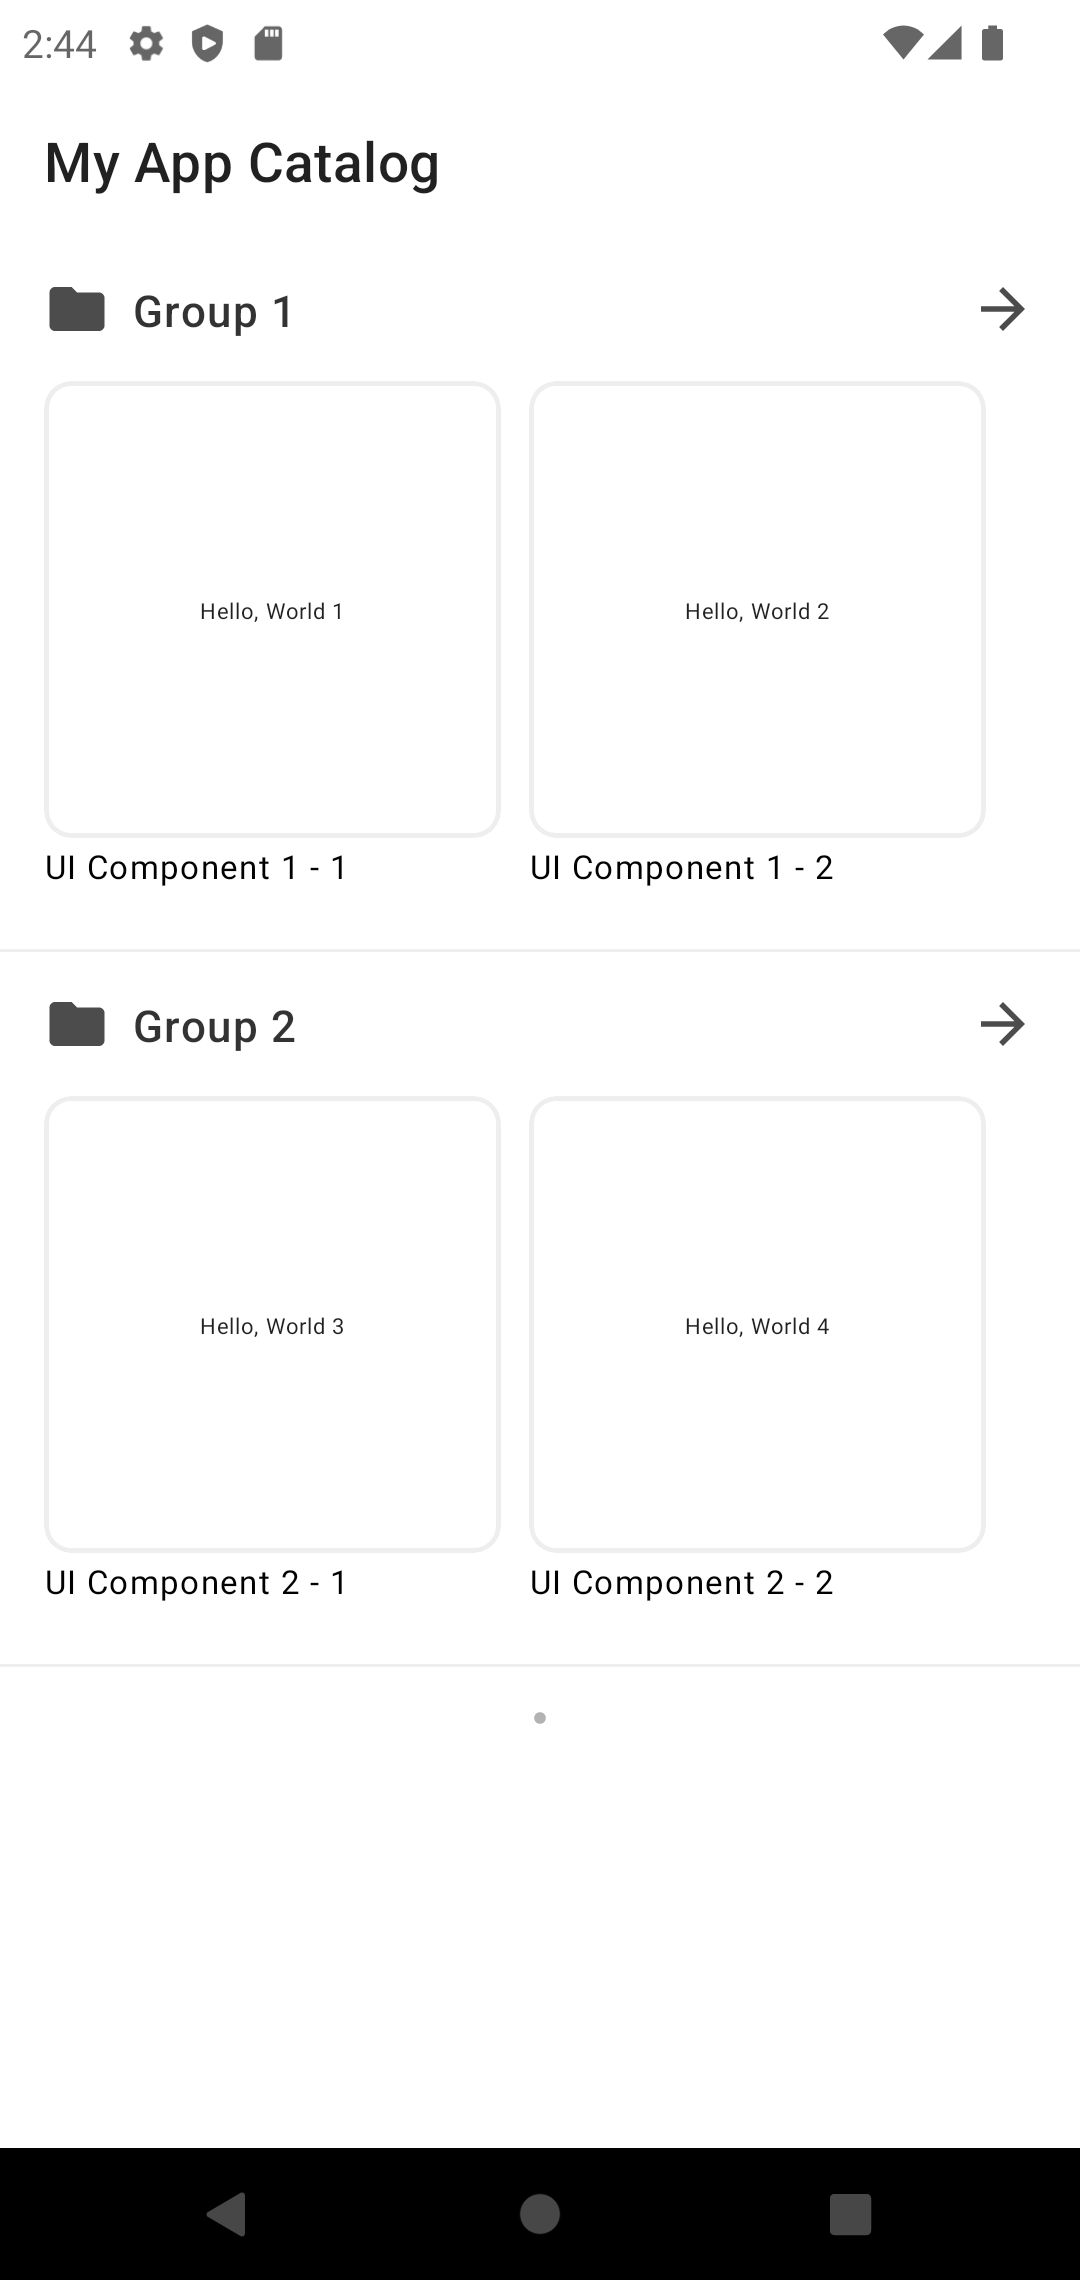 2:44
My App Catalog
Group 1
Hello, World 1
Hello, World 2
UI Component 1 - 1
UI Component 1 - 2
Group 2
Hello, World 3
Hello, World 4
UI Component 2 - 1
UI Component 2 - 2